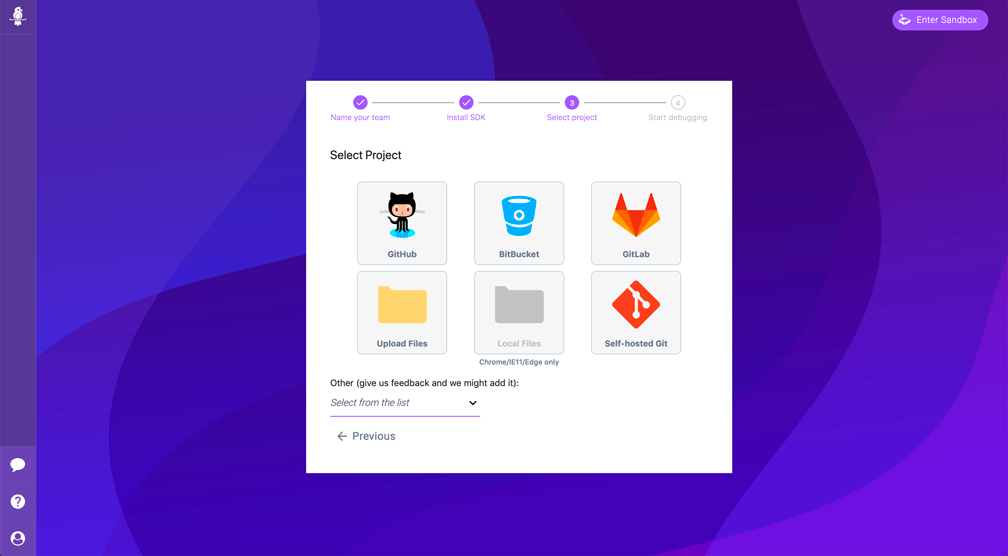 Enter Sandbox
3
4
Name your team
Install SDK
Select project
Start debugging
Select Project
GitHub
BitBucket
GitLab
Upload Files
Local Files
Self-hosted Git
Chrome/IE11/Edge only
Other (give us feedback and we might add it):
Select from the list
Previous